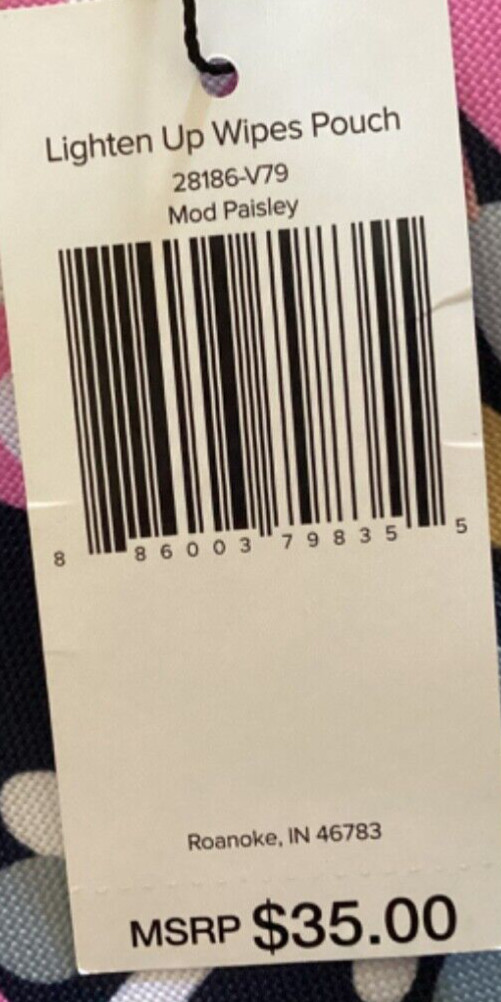 Lighten Up Wipes Pouch
28186-V79
Mod Paisley
8 86003 79835 5
Roanoke, IN 46783
MSRP $35.00